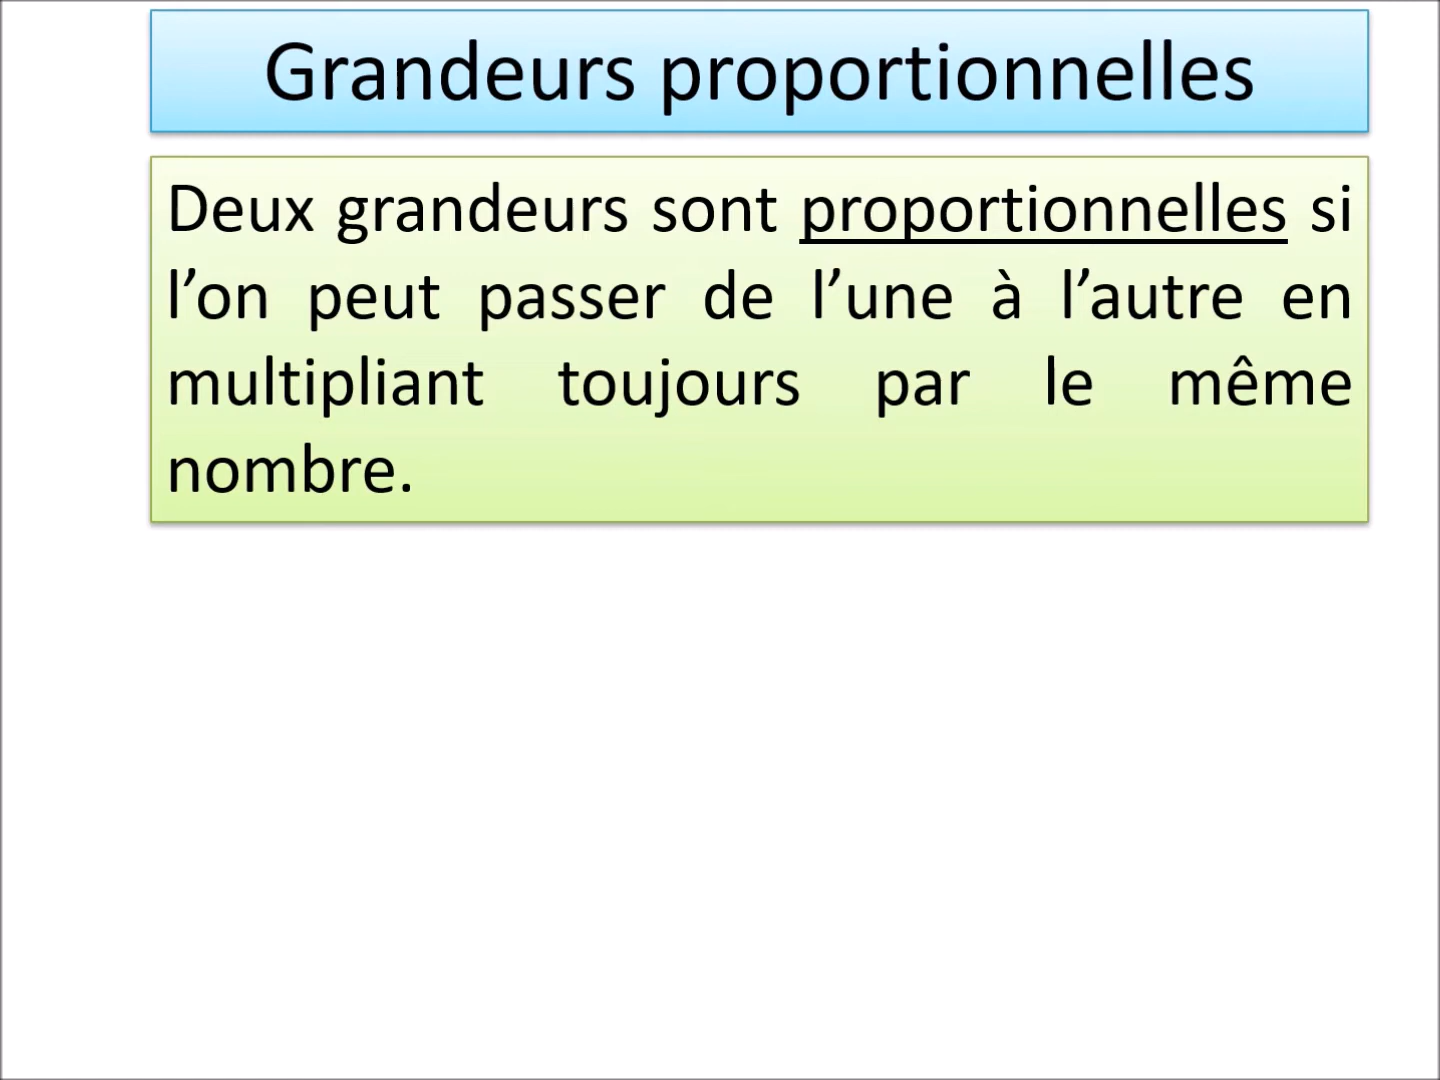 Grandeurs proportionnelles
Deux grandeurs sont proportionnelles si
l’on peut passer de l’une à l’autre en
multipliant toujours par le même
nombre.